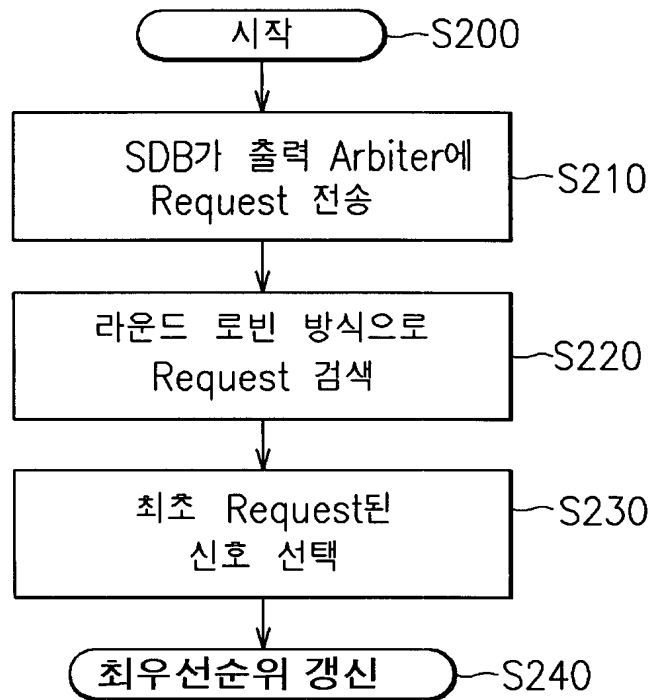 시작
S200
SDB가 출력 Arbiter에
Request 전송
S210
라운드 로빈 방식으로
Request 검색
S220
최초 Request된
신호 선택
S230
최우선순위 갱신
S240